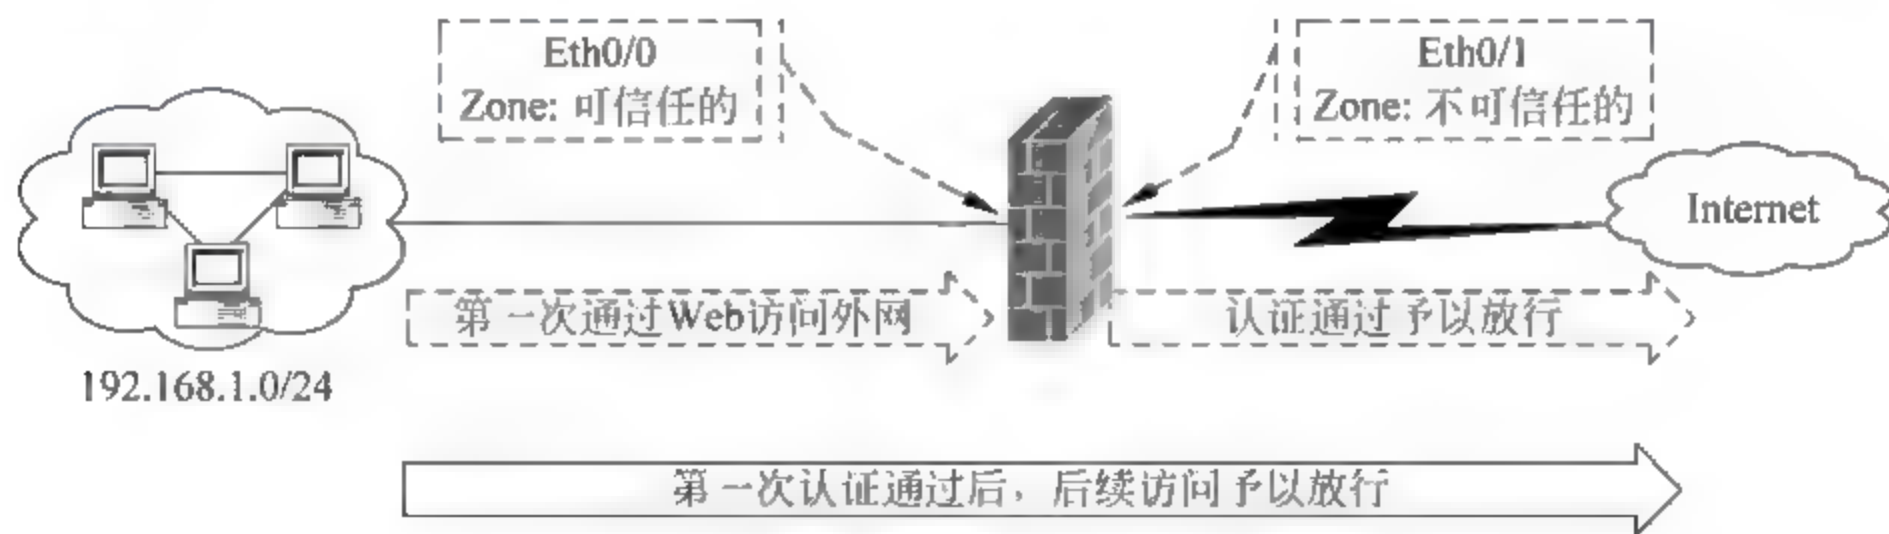 Eth0/0
Zone: 可信任的
Eth0/1
Zone: 不可信任的
Internet
第一次通过Web访问外网
认证通过予以放行
192.168.1.0/24
第一次认证通过后，后续访问予以放行